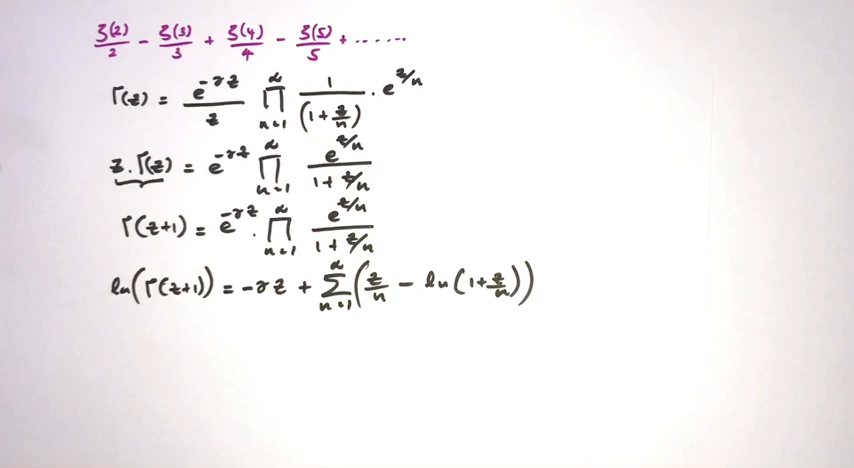 ζ(2)/2 - ζ(3)/3 + ζ(4)/4 - ζ(5)/5 + ......
Γ(z) = e^{-γz}/z ∏_{n=1}^{∞} 1/(1+z/n) · e^{z/n}
z·Γ(z) = e^{-γz} ∏_{n=1}^{∞} e^{z/n}/(1+z/n)
Γ(z+1) = e^{-γz} · ∏_{n=1}^{∞} e^{z/n}/(1+z/n)
ln(Γ(z+1)) = -γz + ∑_{n=1}^{∞} (z/n - ln(1+z/n))